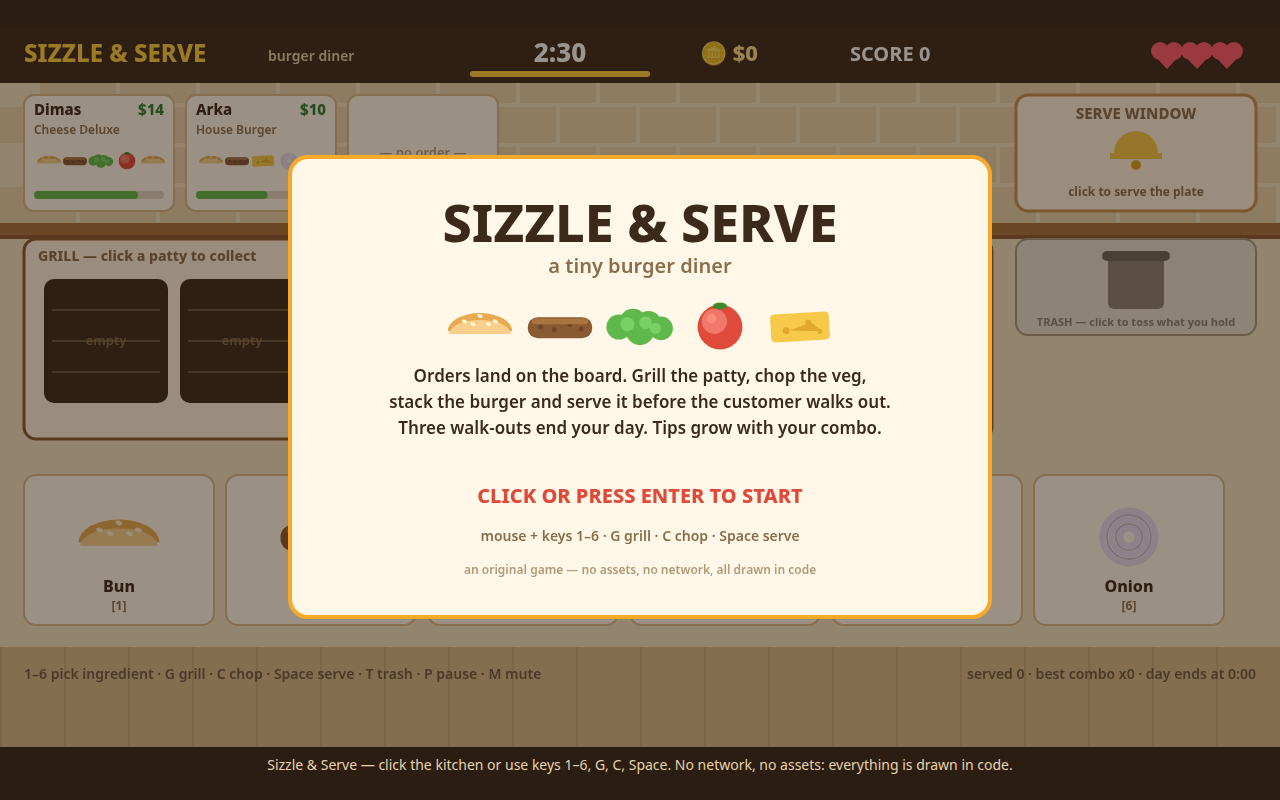 SIZZLE & SERVE
burger diner
2:30
$0
SCORE 0
Dimas $14
Cheese Deluxe
Arka $10
House Burger
— no order —
SERVE WINDOW
click to serve the plate
GRILL — click a patty to collect
empty
empty
TRASH — click to toss what you hold
SIZZLE & SERVE
a tiny burger diner
Orders land on the board. Grill the patty, chop the veg,
stack the burger and serve it before the customer walks out.
Three walk-outs end your day. Tips grow with your combo.
CLICK OR PRESS ENTER TO START
mouse + keys 1–6 · G grill · C chop · Space serve
an original game — no assets, no network, all drawn in code
Bun
[1]
Onion
[6]
1–6 pick ingredient · G grill · C chop · Space serve · T trash · P pause · M mute
served 0 · best combo x0 · day ends at 0:00
Sizzle & Serve — click the kitchen or use keys 1–6, G, C, Space. No network, no assets: everything is drawn in code.